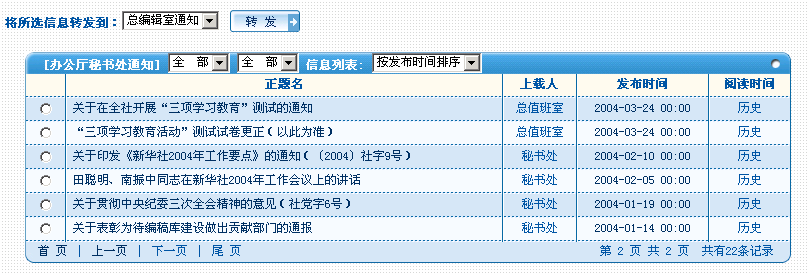 将所选信息转发到：总编辑室通知 转 发
[办公厅秘书处通知] 全 部 全 部 信息列表: 按发布时间排序
正题名 上载人 发布时间 阅读时间
关于在全社开展“三项学习教育”测试的通知 总值班室 2004-03-24 00:00 历史
“三项学习教育活动”测试试卷更正（以此为准） 总值班室 2004-03-24 00:00 历史
关于印发《新华社2004年工作要点》的通知（〔2004〕社字9号） 秘书处 2004-02-10 00:00 历史
田聪明、南振中同志在新华社2004年工作会议上的讲话 秘书处 2004-02-05 00:00 历史
关于贯彻中央纪委三次全会精神的意见（社党字6号） 秘书处 2004-01-19 00:00 历史
关于表彰为待编稿库建设做出贡献部门的通报 秘书处 2004-01-14 00:00 历史
首 页 | 上一页 | 下一页 | 尾 页 第 2 页 共 2 页 共有22条记录